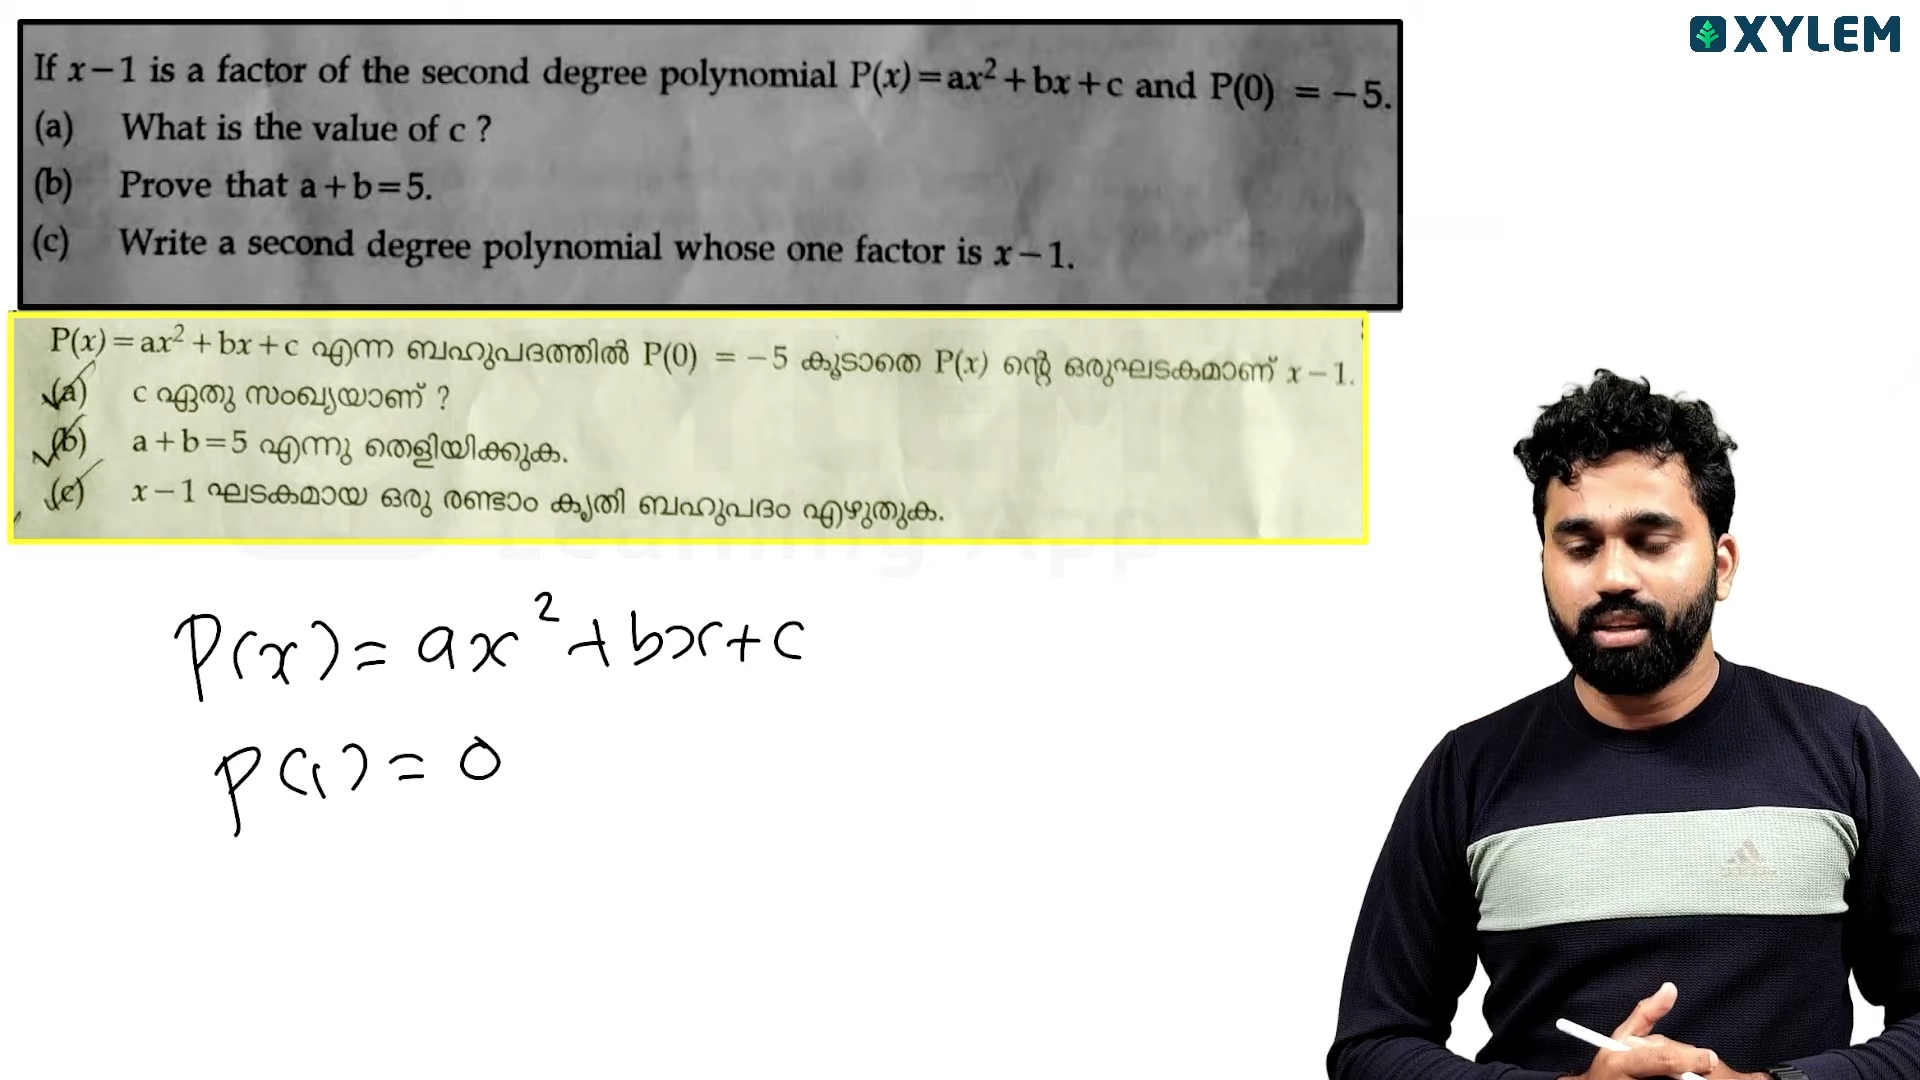 XYLEM
If x−1 is a factor of the second degree polynomial P(x)=ax²+bx+c and P(0) = −5.
(a) What is the value of c ?
(b) Prove that a+b=5.
(c) Write a second degree polynomial whose one factor is x−1.
P(x)=ax²+bx+c എന്ന ബഹുപദത്തിൽ P(0) = −5 കൂടാതെ P(x) ന്റെ ഒരുഘടകമാണ് x−1.
(a) c ഏതു സംഖ്യയാണ് ?
(b) a+b=5 എന്നു തെളിയിക്കുക.
(c) x−1 ഘടകമായ ഒരു രണ്ടാം കൃതി ബഹുപദം എഴുതുക.
Learning App
P(x) = ax² + bx + c
P(1) = 0